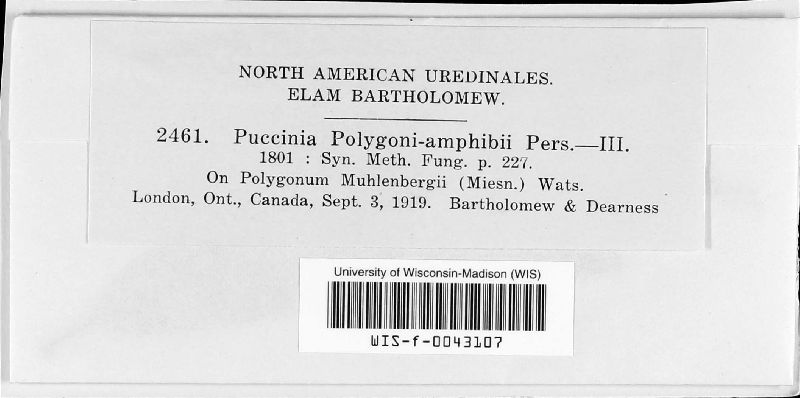 NORTH AMERICAN UREDINALES.
ELAM BARTHOLOMEW.
2461. Puccinia Polygoni-amphibii Pers.—III.
1801 : Syn. Meth. Fung. p. 227.
On Polygonum Muhlenbergii (Miesn.) Wats.
London, Ont., Canada, Sept. 3, 1919. Bartholomew & Dearness
University of Wisconsin-Madison (WIS)
WIS-f-0043107